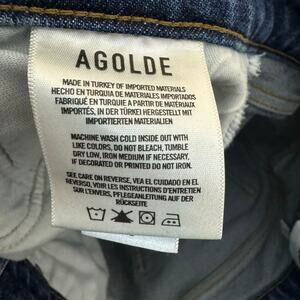 AGOLDE
MADE IN TURKEY OF IMPORTED MATERIALS
HECHO EN TURQUIA DE MATERIALES IMPORTADOS
FABRIQUÉ EN TURQUIE A PARTIR DE MATÉRIAUX
IMPORTÉS, IN DER TÜRKEI HERGESTELLT MIT
IMPORTIERTEN MATERIALIEN
MACHINE WASH COLD INSIDE OUT WITH
LIKE COLORS, DO NOT BLEACH, TUMBLE
DRY LOW, IRON MEDIUM IF NECESSARY,
IF DECORATED OR PRINTED DO NOT IRON.
SEE CARE ON REVERSE, VEA EL CUIDADO EN EL
REVERSO, VOIR LES INSTRUCTIONS D'ENTRETIEN
SUR L'ENVERS, PFLEGEANLEITUNG AUF DER
RÜCKSEITE